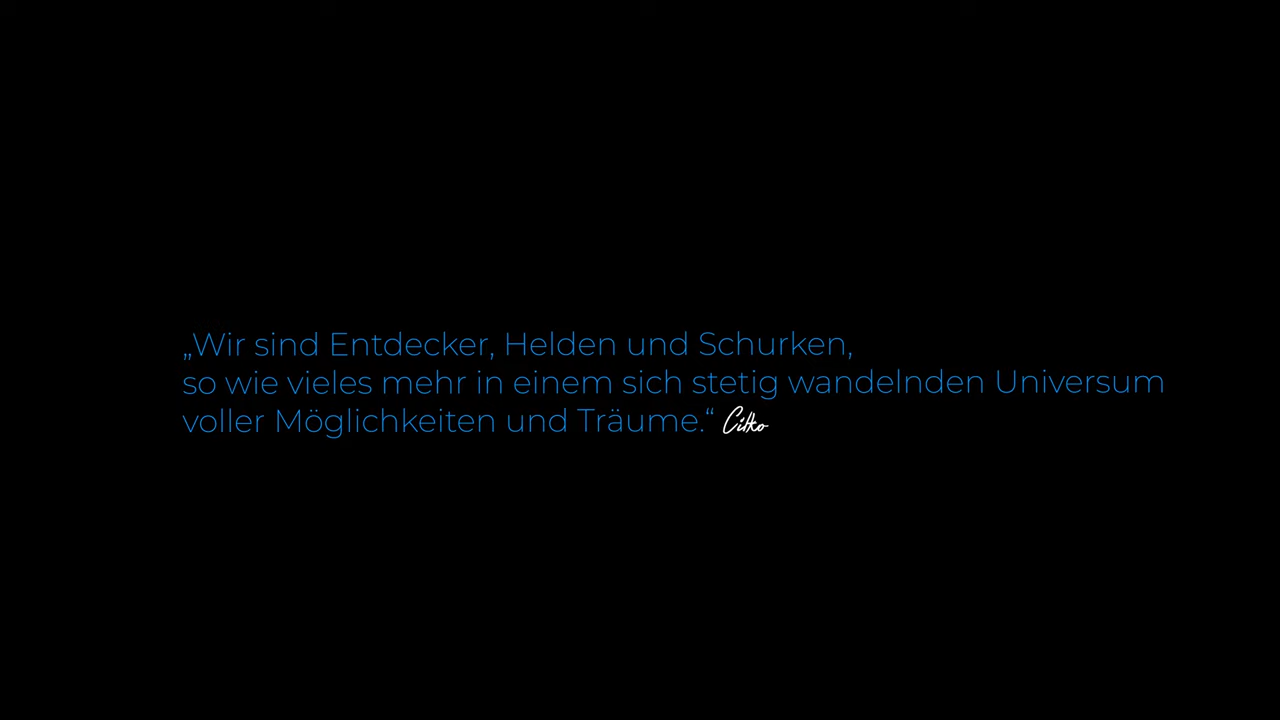 „Wir sind Entdecker, Helden und Schurken,
so wie vieles mehr in einem sich stetig wandelnden Universum
voller Möglichkeiten und Träume.“